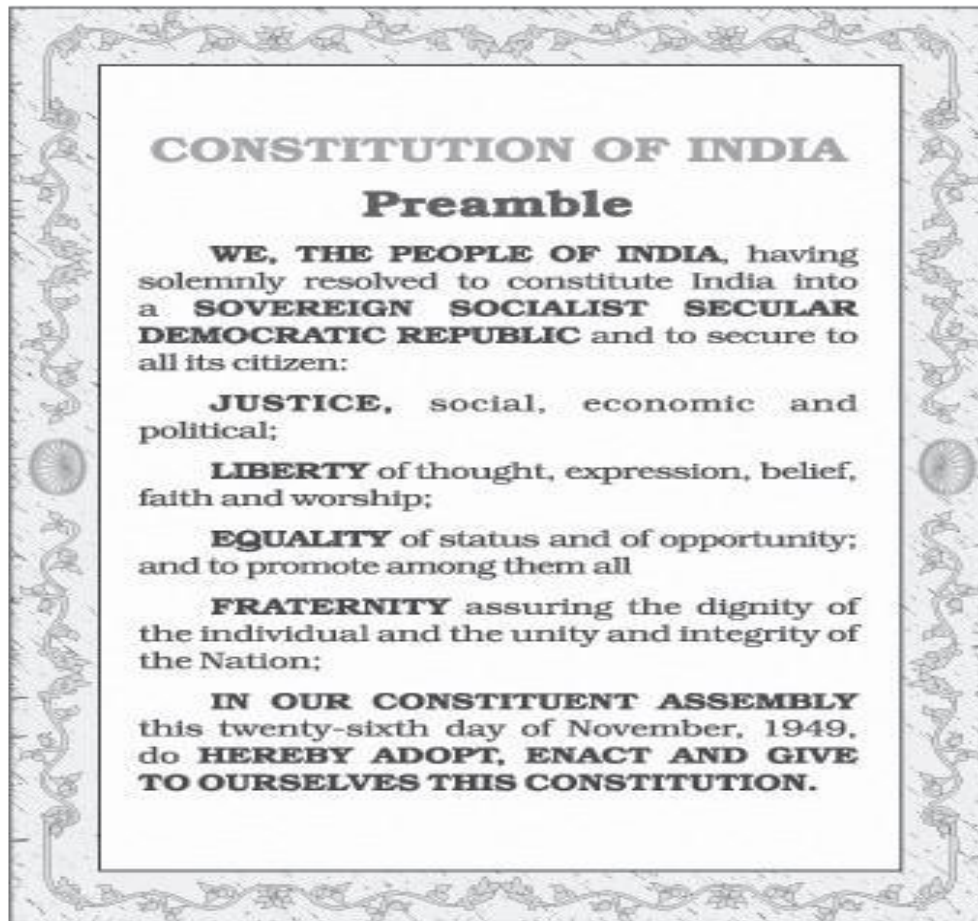 CONSTITUTION OF INDIA
Preamble
WE, THE PEOPLE OF INDIA, having
solemnly resolved to constitute India into
a SOVEREIGN SOCIALIST SECULAR
DEMOCRATIC REPUBLIC and to secure to
all its citizen:
JUSTICE, social, economic and
political;
LIBERTY of thought, expression, belief,
faith and worship;
EQUALITY of status and of opportunity;
and to promote among them all
FRATERNITY assuring the dignity of
the individual and the unity and integrity of
the Nation;
IN OUR CONSTITUENT ASSEMBLY
this twenty-sixth day of November, 1949,
do HEREBY ADOPT, ENACT AND GIVE
TO OURSELVES THIS CONSTITUTION.